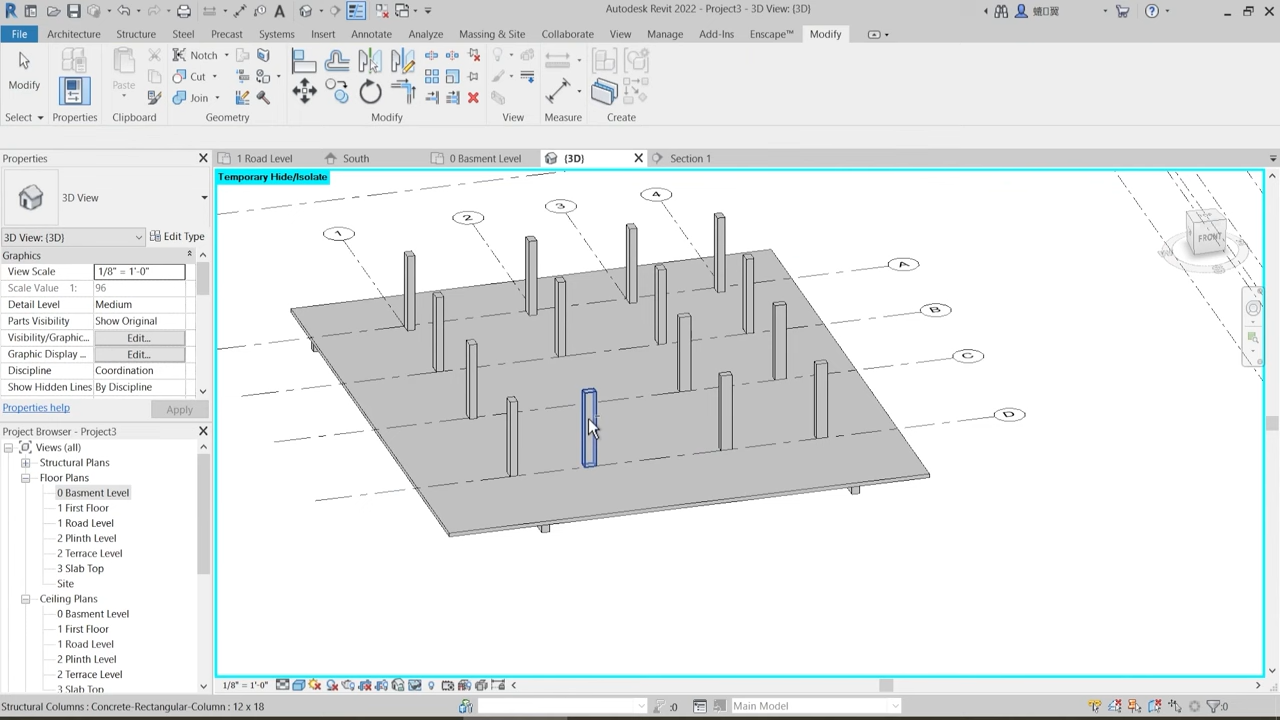 Autodesk Revit 2022 - Project3 - 3D View: {3D}
File Architecture Structure Steel Precast Systems Insert Annotate Analyze Massing & Site Collaborate View Manage Add-Ins Enscape™ Modify
Modify Paste Notch
Cut
Join
Select Properties Clipboard Geometry Modify View Measure Create
Properties
1 Road Level South 0 Basment Level {3D} Section 1
Temporary Hide/Isolate
3D View
3D View: {3D} Edit Type
Graphics
View Scale 1/8" = 1'-0"
Scale Value 1: 96
Detail Level Medium
Parts Visibility Show Original
Visibility/Graphic... Edit...
Graphic Display ... Edit...
Discipline Coordination
Show Hidden Lines By Discipline
Properties help Apply
1
2
3
4
A
B
C
D
FRONT
Project Browser - Project3
Views (all)
Structural Plans
Floor Plans
0 Basment Level
1 First Floor
1 Road Level
2 Plinth Level
2 Terrace Level
3 Slab Top
Site
Ceiling Plans
0 Basment Level
1 First Floor
1 Road Level
2 Plinth Level
2 Terrace Level
3 Slab Top
1/8" = 1'-0"
Structural Columns : Concrete-Rectangular-Column : 12 x 18 :0 Main Model :0